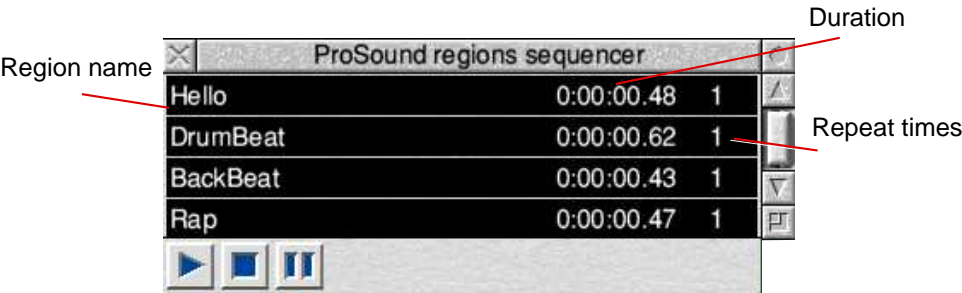 Duration
Region name
ProSound regions sequencer
Hello 0:00:00.48 1
DrumBeat 0:00:00.62 1
Repeat times
BackBeat 0:00:00.43 1
Rap 0:00:00.47 1